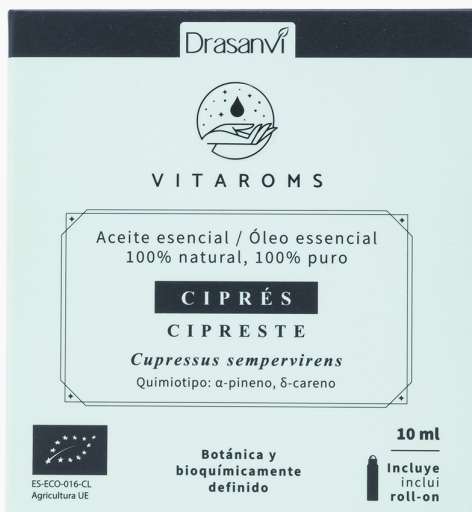 Drasanvi
VITAROMS
Aceite esencial / Óleo essencial
100% natural, 100% puro
CIPRÉS
CIPRESTE
Cupressus sempervirens
Quimiotipo: α-pineno, δ-careno
ES-ECO-016-CL
Agricultura UE
Botánica y
bioquímicamente
definido
10 ml
Incluye
inclui
roll-on